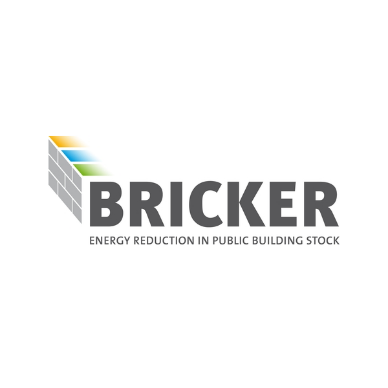 BRICKER
ENERGY REDUCTION IN PUBLIC BUILDING STOCK